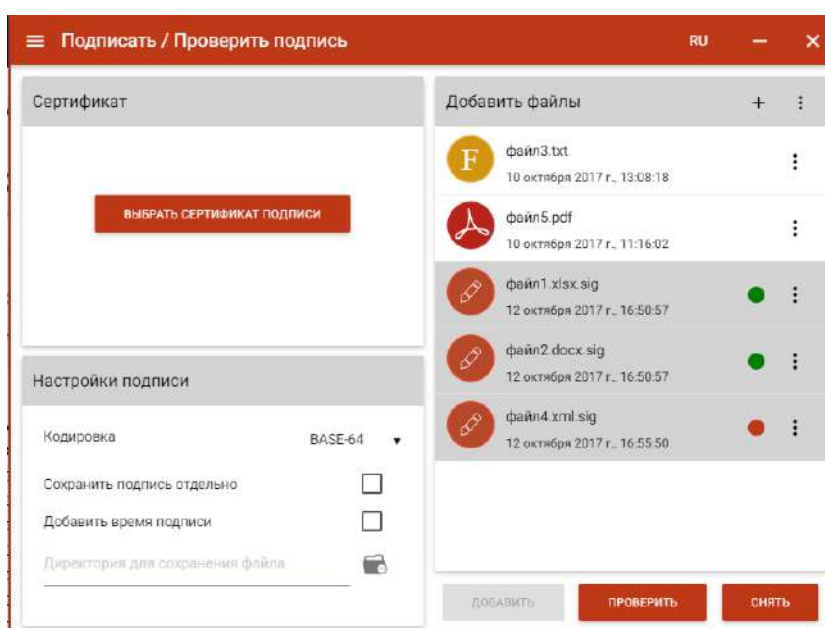 Подписать / Проверить подпись
RU
Сертификат
ВЫБРАТЬ СЕРТИФИКАТ ПОДПИСИ
Настройки подписи
Кодировка
BASE-64
Сохранить подпись отдельно
Добавить время подписи
Директория для сохранения файла
Добавить файлы
F
файл3.txt
10 октября 2017 г., 13:08:18
файл5.pdf
10 октября 2017 г., 11:16:02
файл1.xlsx.sig
12 октября 2017 г., 16:50:57
файл2.docx.sig
12 октября 2017 г., 16:50:57
файл4.xml.sig
12 октября 2017 г., 16:55:50
ДОБАВИТЬ
ПРОВЕРИТЬ
СНЯТЬ